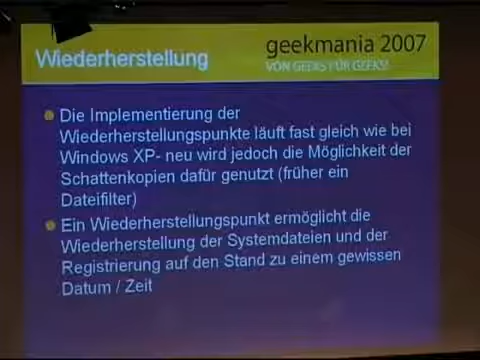 Wiederherstellung
geekmania 2007
VON GEEKS FÜR GEEKS!
Die Implementierung der
Wiederherstellungspunkte läuft fast gleich wie bei
Windows XP- neu wird jedoch die Möglichkeit der
Schattenkopien dafür genutzt (früher ein
Dateifilter)
Ein Wiederherstellungspunkt ermöglicht die
Wiederherstellung der Systemdateien und der
Registrierung auf den Stand zu einem gewissen
Datum / Zeit